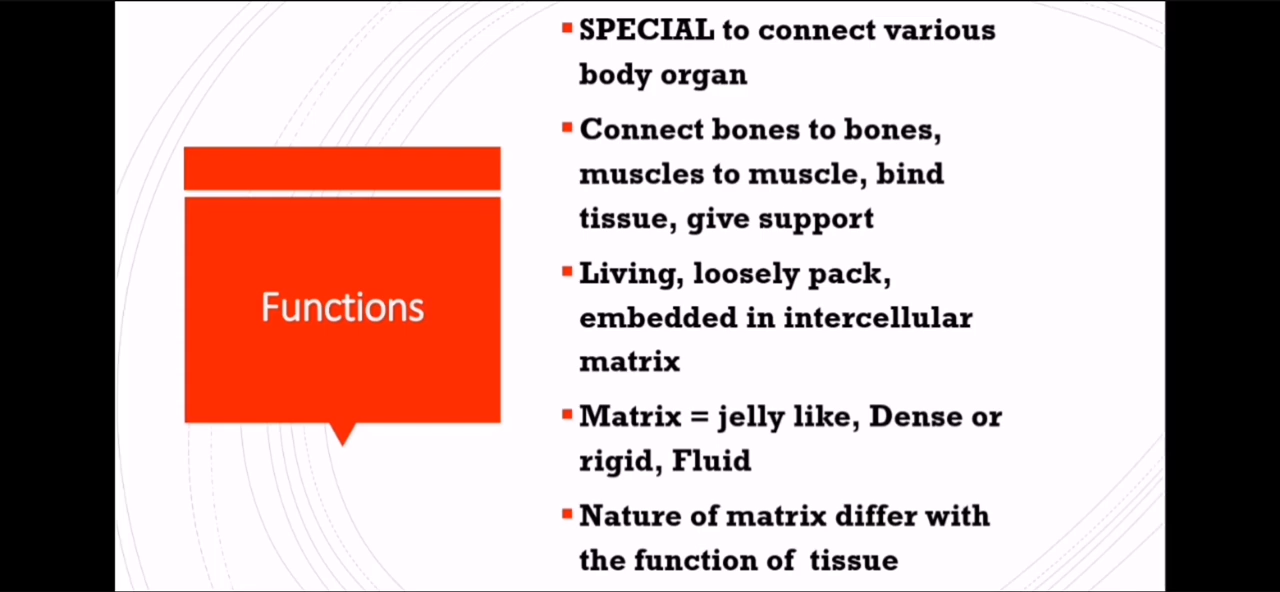 Functions
SPECIAL to connect various
body organ
Connect bones to bones,
muscles to muscle, bind
tissue, give support
Living, loosely pack,
embedded in intercellular
matrix
Matrix = jelly like, Dense or
rigid, Fluid
Nature of matrix differ with
the function of tissue